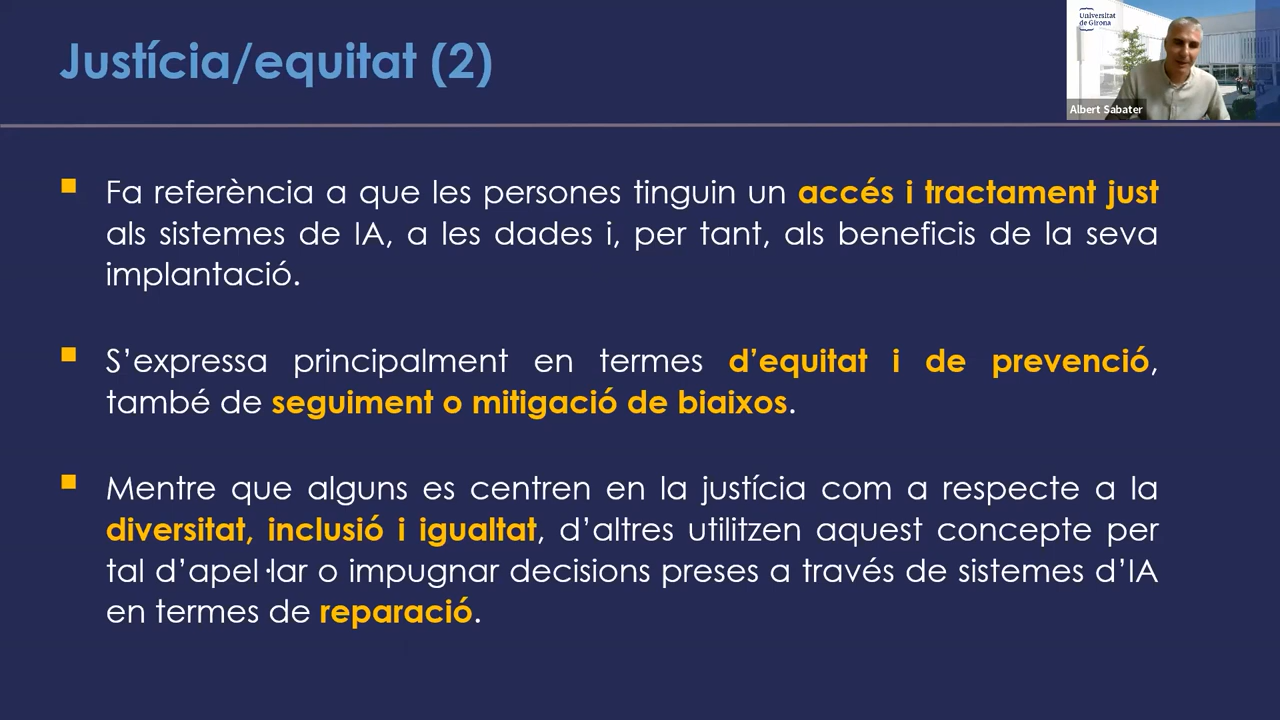 Justícia/equitat (2)
Universitat
de Girona
Albert Sabater
Fa referència a que les persones tinguin un accés i tractament just
als sistemes de IA, a les dades i, per tant, als beneficis de la seva
implantació.
S’expressa principalment en termes d’equitat i de prevenció,
també de seguiment o mitigació de biaixos.
Mentre que alguns es centren en la justícia com a respecte a la
diversitat, inclusió i igualtat, d’altres utilitzen aquest concepte per
tal d’apel·lar o impugnar decisions preses a través de sistemes d’IA
en termes de reparació.